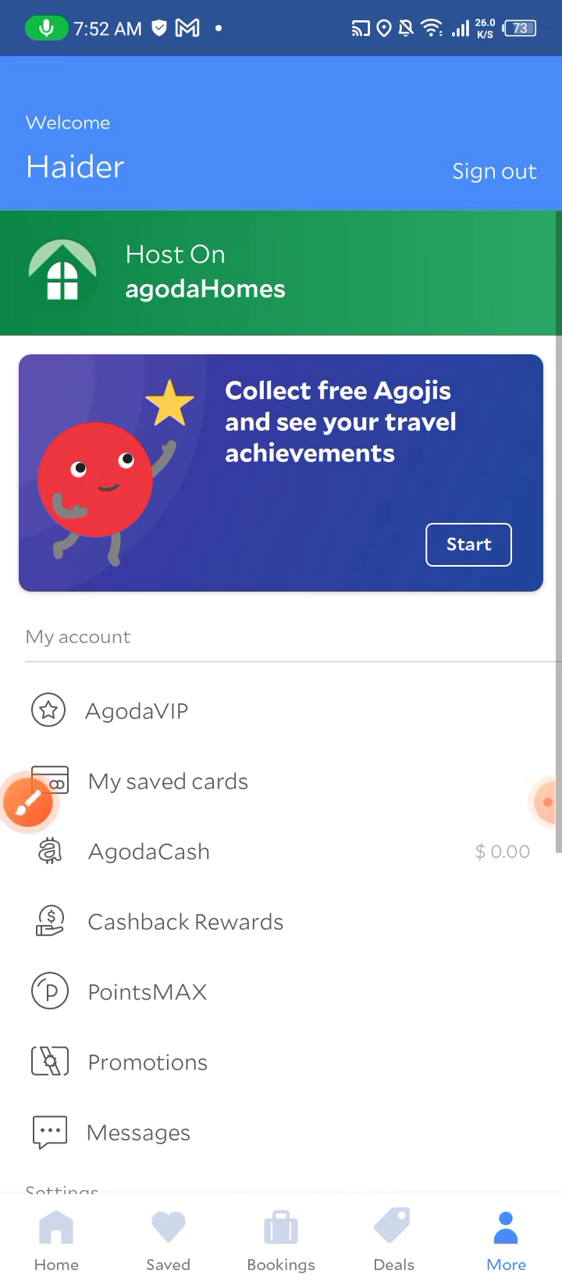 7:52 AM 26.0 K/S 73
Welcome
Haider
Sign out
Host On
agodaHomes
Collect free Agojis
and see your travel
achievements
Start
My account
AgodaVIP
My saved cards
AgodaCash $ 0.00
Cashback Rewards
PointsMAX
Promotions
Messages
Settings
Home Saved Bookings Deals More